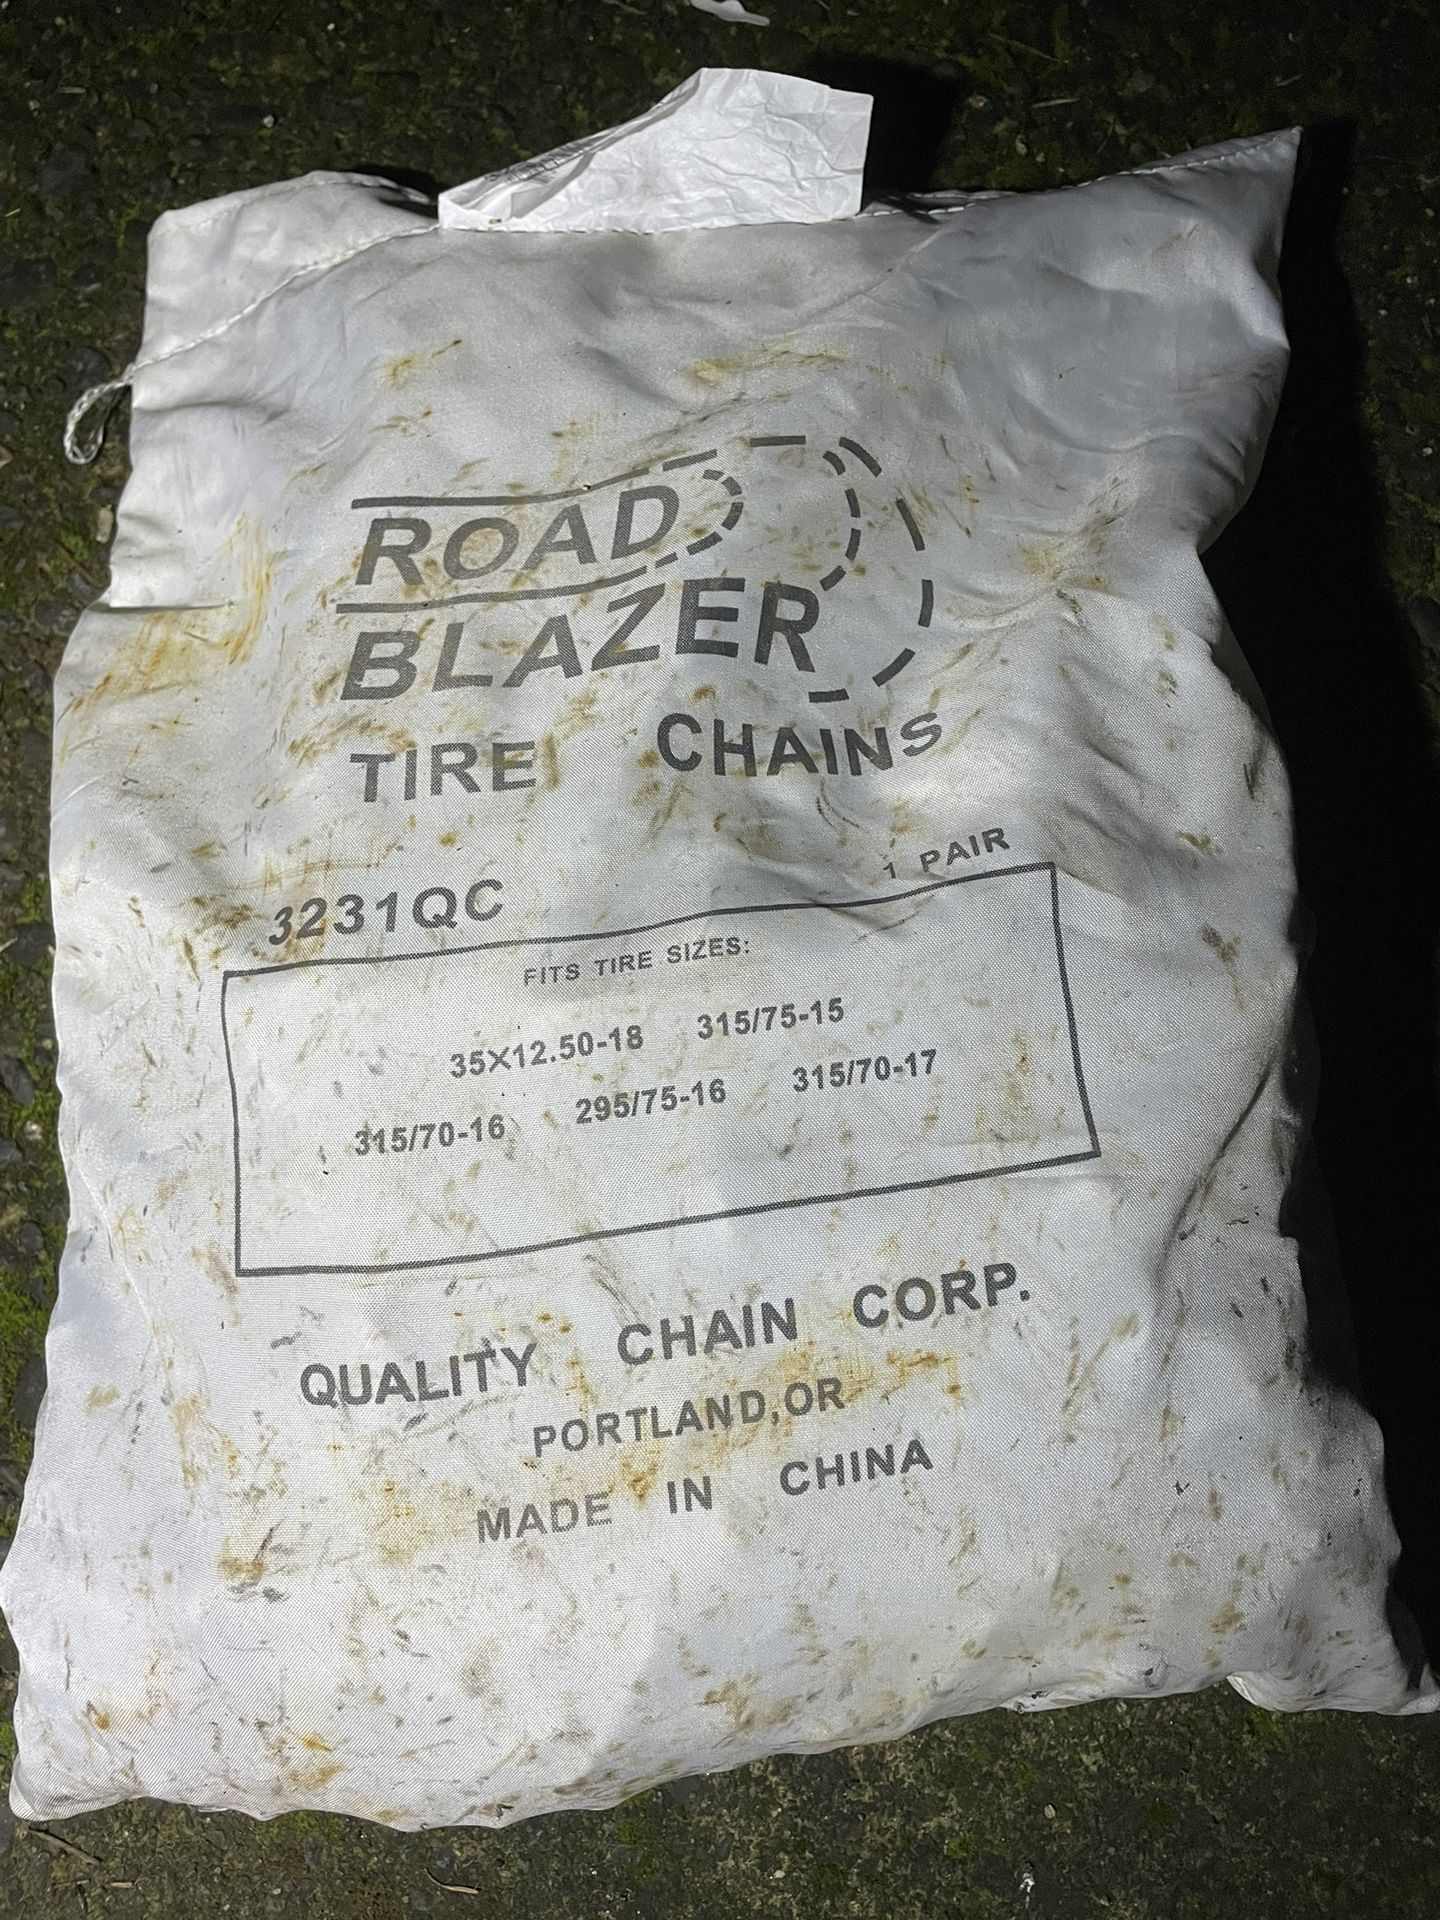 ROAD
BLAZER
TIRE CHAINS
3231QC 1 PAIR
FITS TIRE SIZES:
35X12.50-18 315/75-15
315/70-16 295/75-16 315/70-17
QUALITY CHAIN CORP.
PORTLAND,OR
MADE IN CHINA